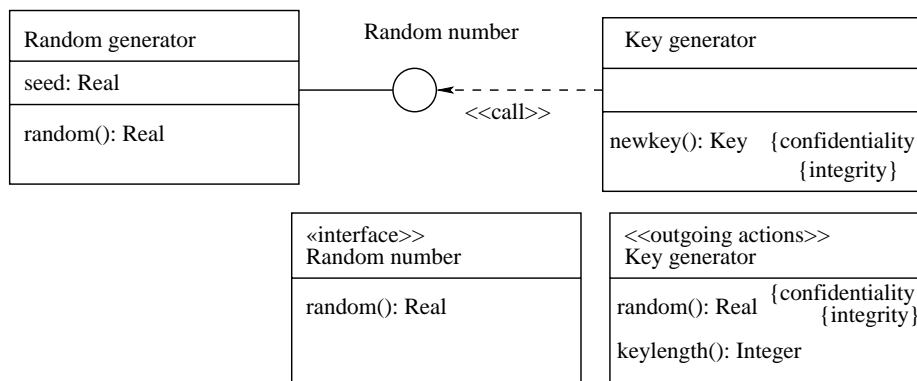 Random generator
seed: Real
random(): Real
Random number
<<call>>
Key generator
newkey(): Key {confidentiality
{integrity}
«interface>>
Random number
random(): Real
<<outgoing actions>>
Key generator
random(): Real {confidentiality
{integrity}
keylength(): Integer